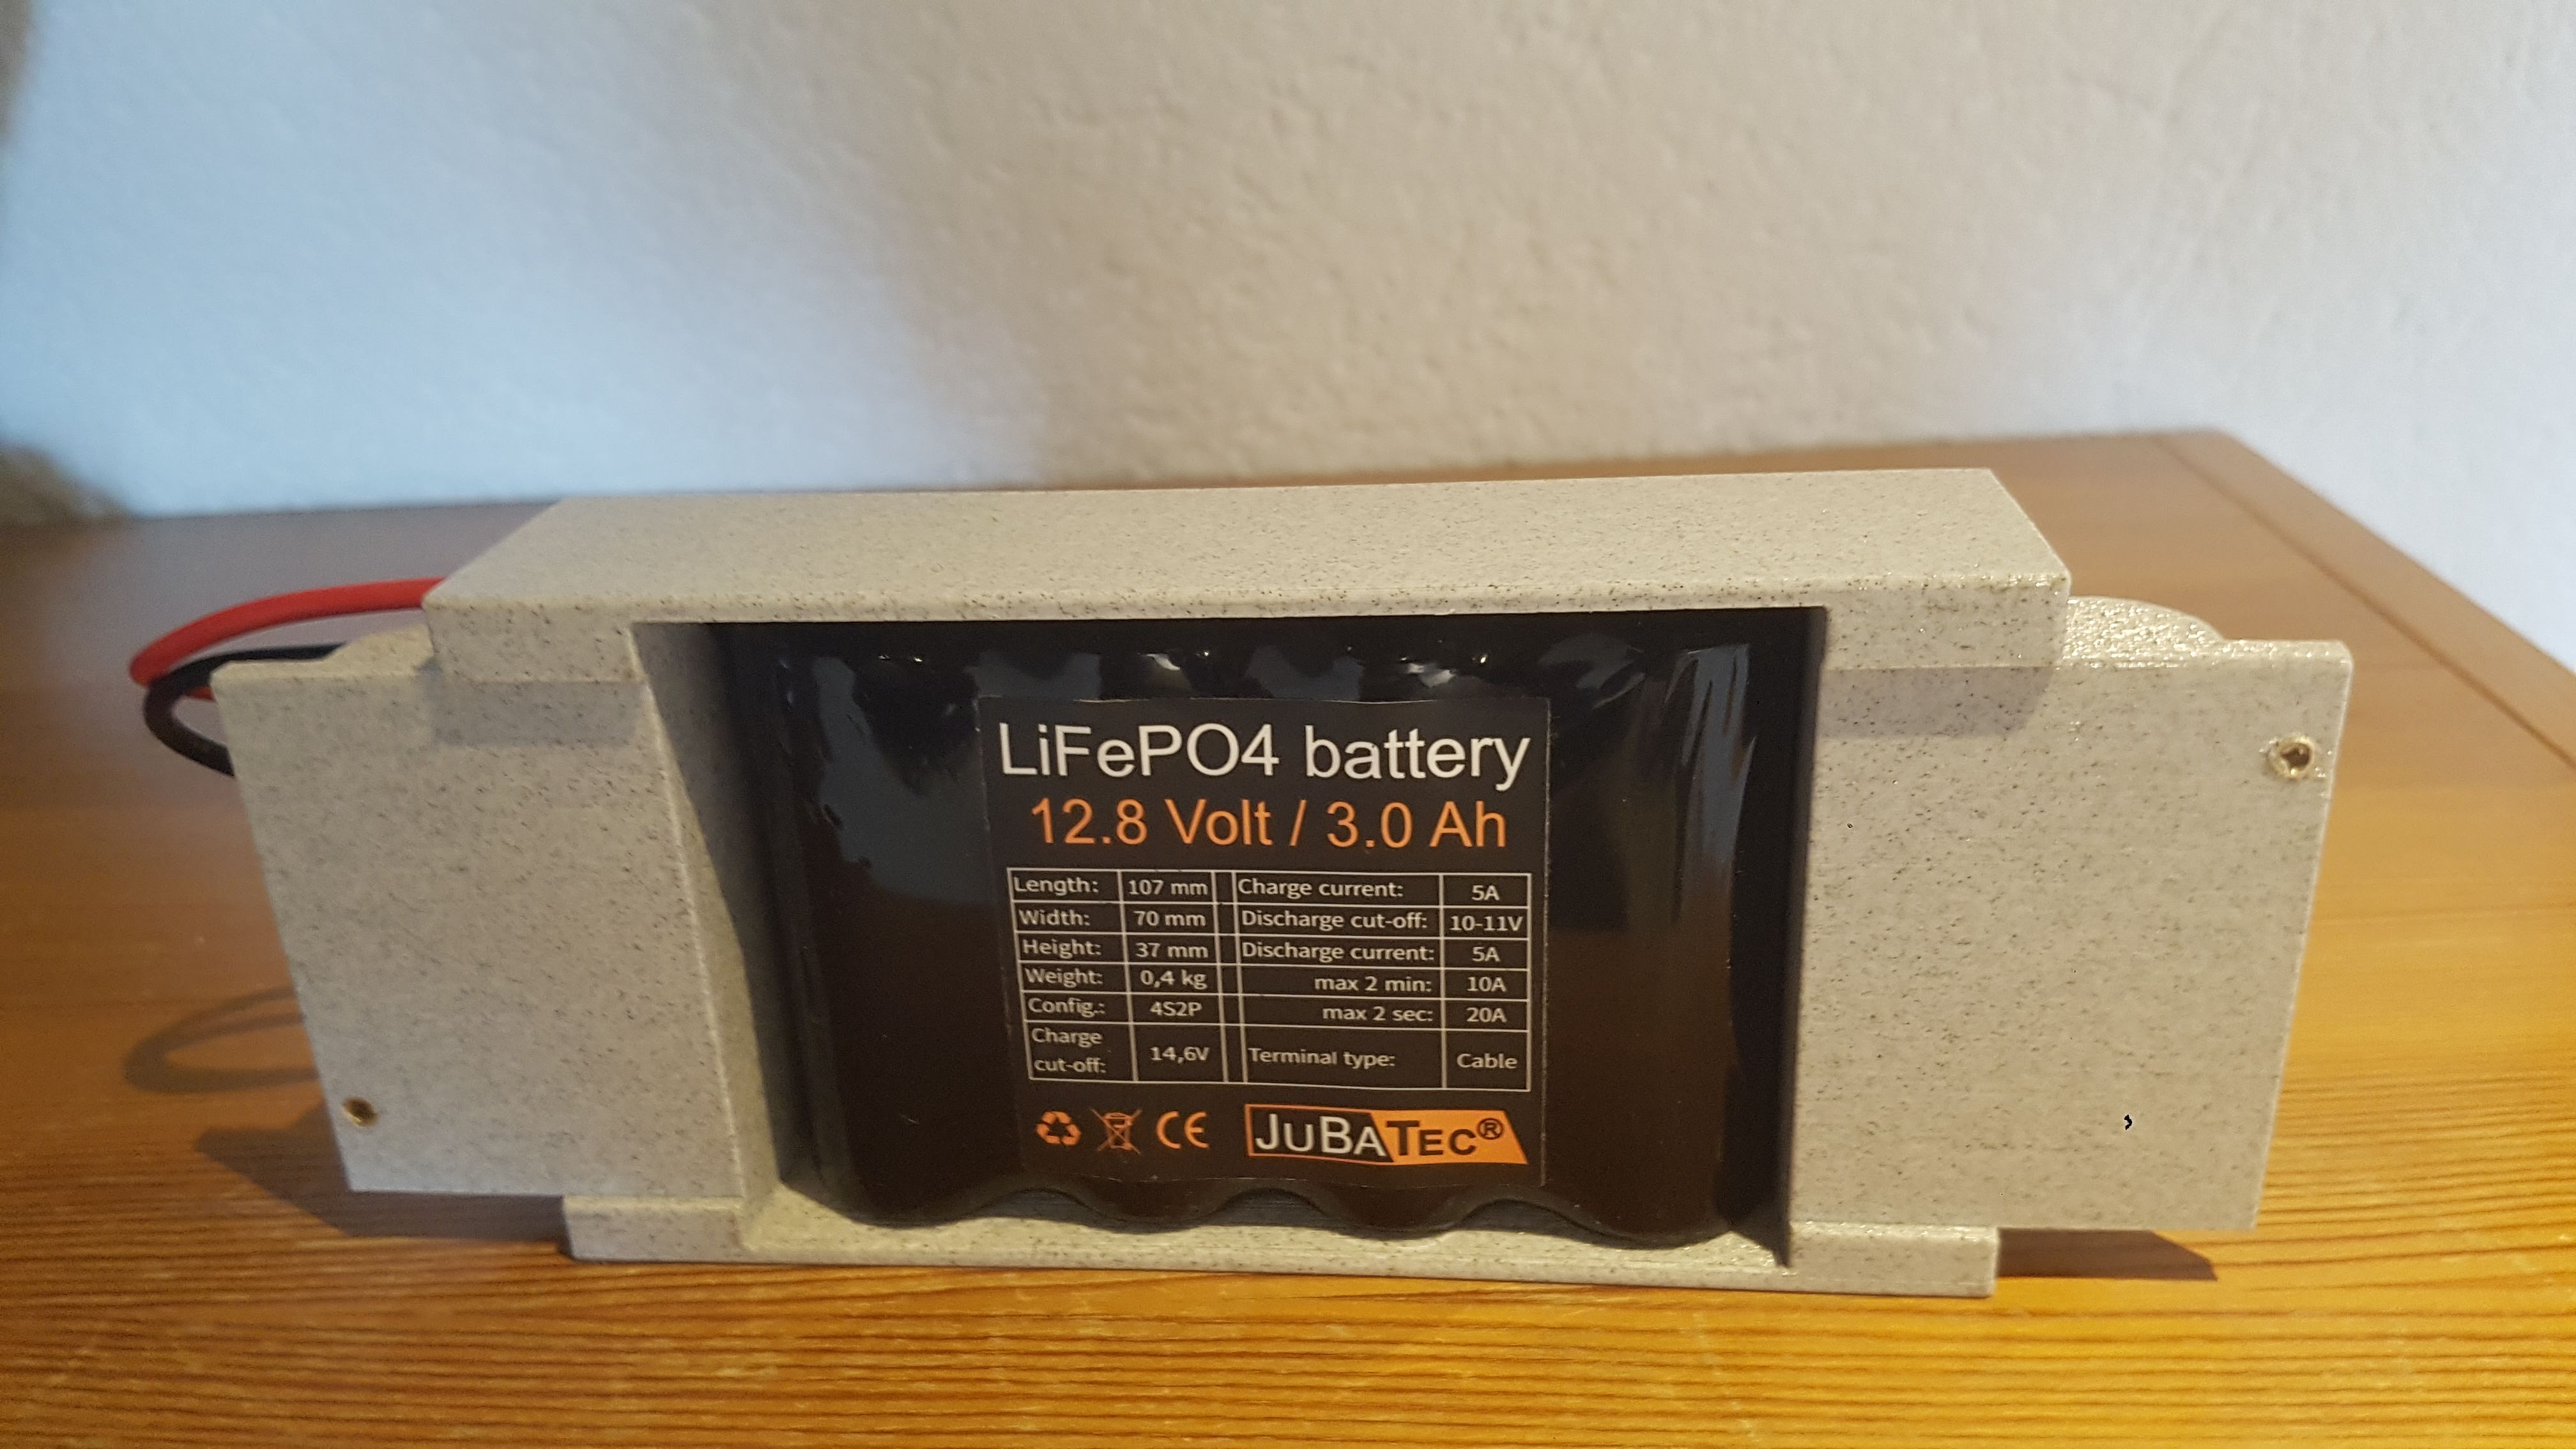 LiFePO4 battery
12.8 Volt / 3.0 Ah
Length: 107 mm Charge current: 5A
Width: 70 mm Discharge cut-off: 10-11V
Height: 37 mm Discharge current: 5A
Weight: 0,4 kg max 2 min: 10A
Config.: 4S2P max 2 sec: 20A
Charge
cut-off: 14,6V Terminal type: Cable
CE JUBATEC®